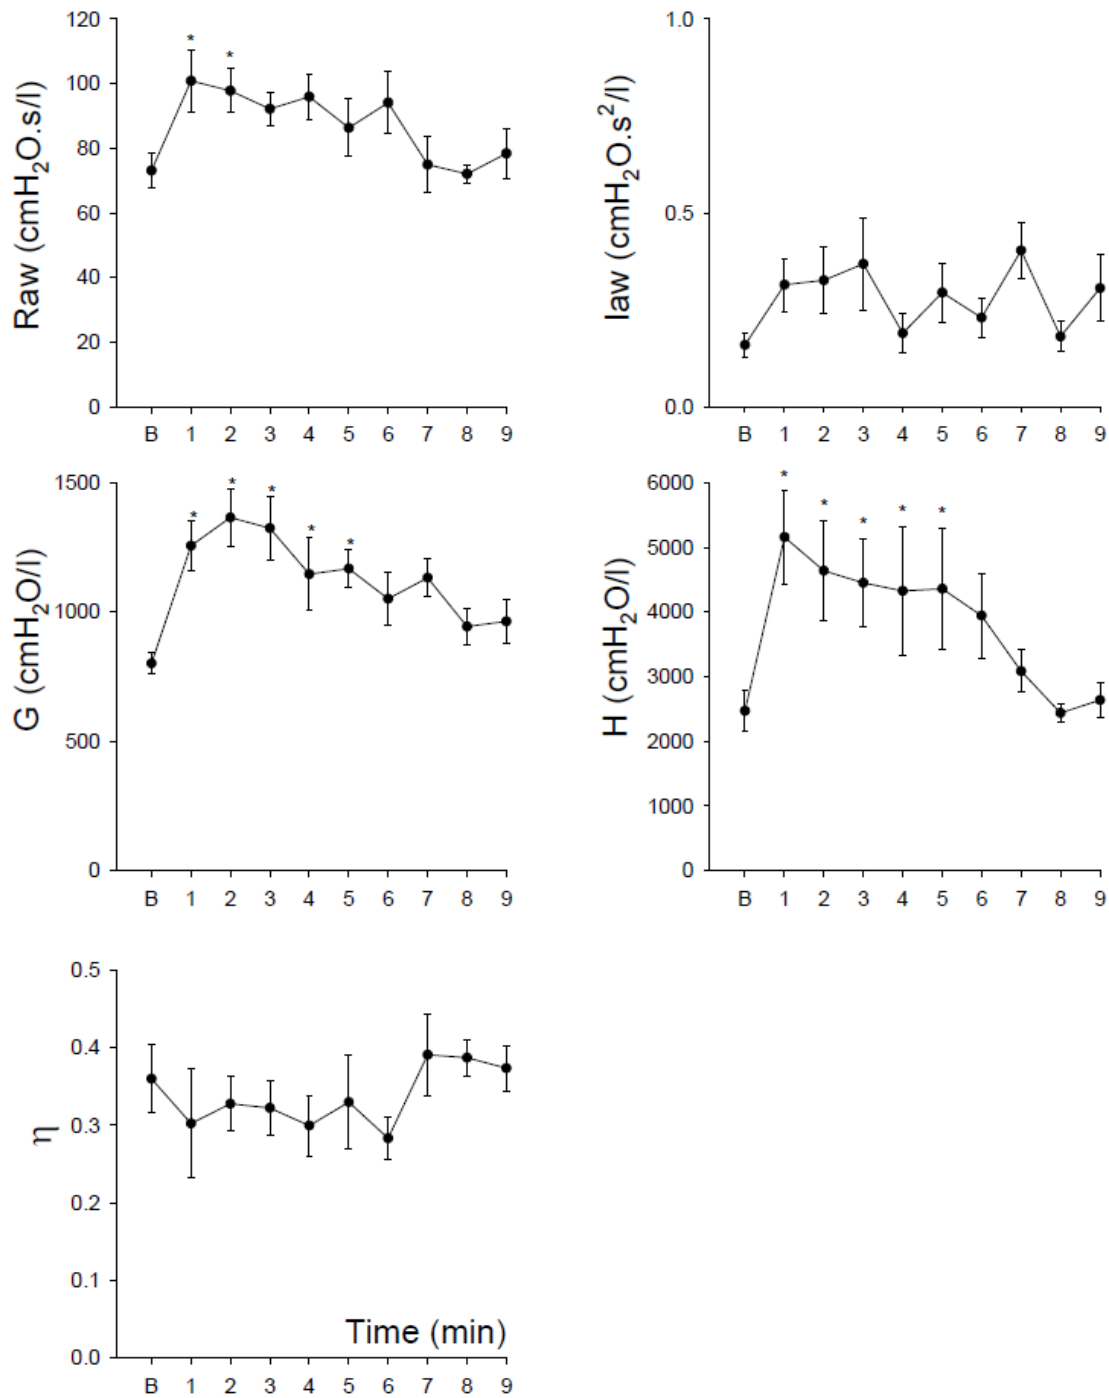 Raw (cmH₂O.s/l)
120
100
80
60
40
20
0
* *
B 1 2 3 4 5 6 7 8 9
Iaw (cmH₂O.s²/l)
1.0
0.5
0.0
B 1 2 3 4 5 6 7 8 9
G (cmH₂O/l)
1500
1000
500
0
* * * * *
B 1 2 3 4 5 6 7 8 9
H (cmH₂O/l)
6000
5000
4000
3000
2000
1000
0
* * * * *
B 1 2 3 4 5 6 7 8 9
η
0.5
0.4
0.3
0.2
0.1
0.0
Time (min)
B 1 2 3 4 5 6 7 8 9